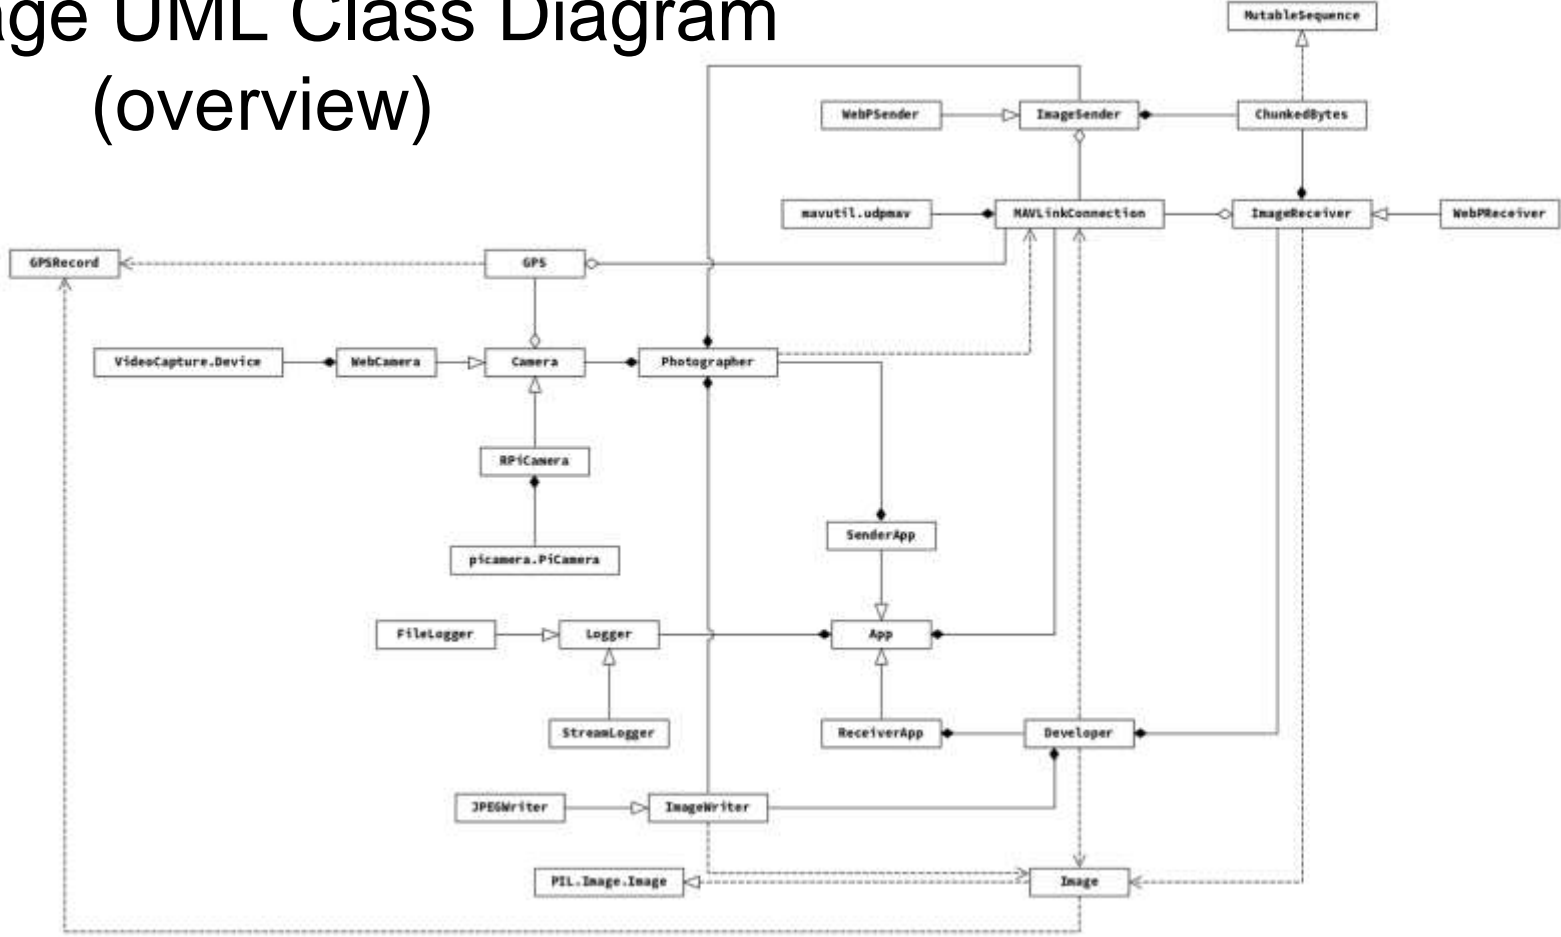 age UML Class Diagram
(overview)
MutableSequence
WebPSender
ImageSender
ChunkedBytes
mavutil.udpmav
MAVLinkConnection
ImageReceiver
WebPReceiver
GPSRecord
GPS
VideoCapture.Device
WebCamera
Camera
Photographer
RPiCamera
SenderApp
picamera.PiCamera
FileLogger
Logger
App
StreamLogger
ReceiverApp
Developer
JPEGWriter
ImageWriter
PIL.Image.Image
Image